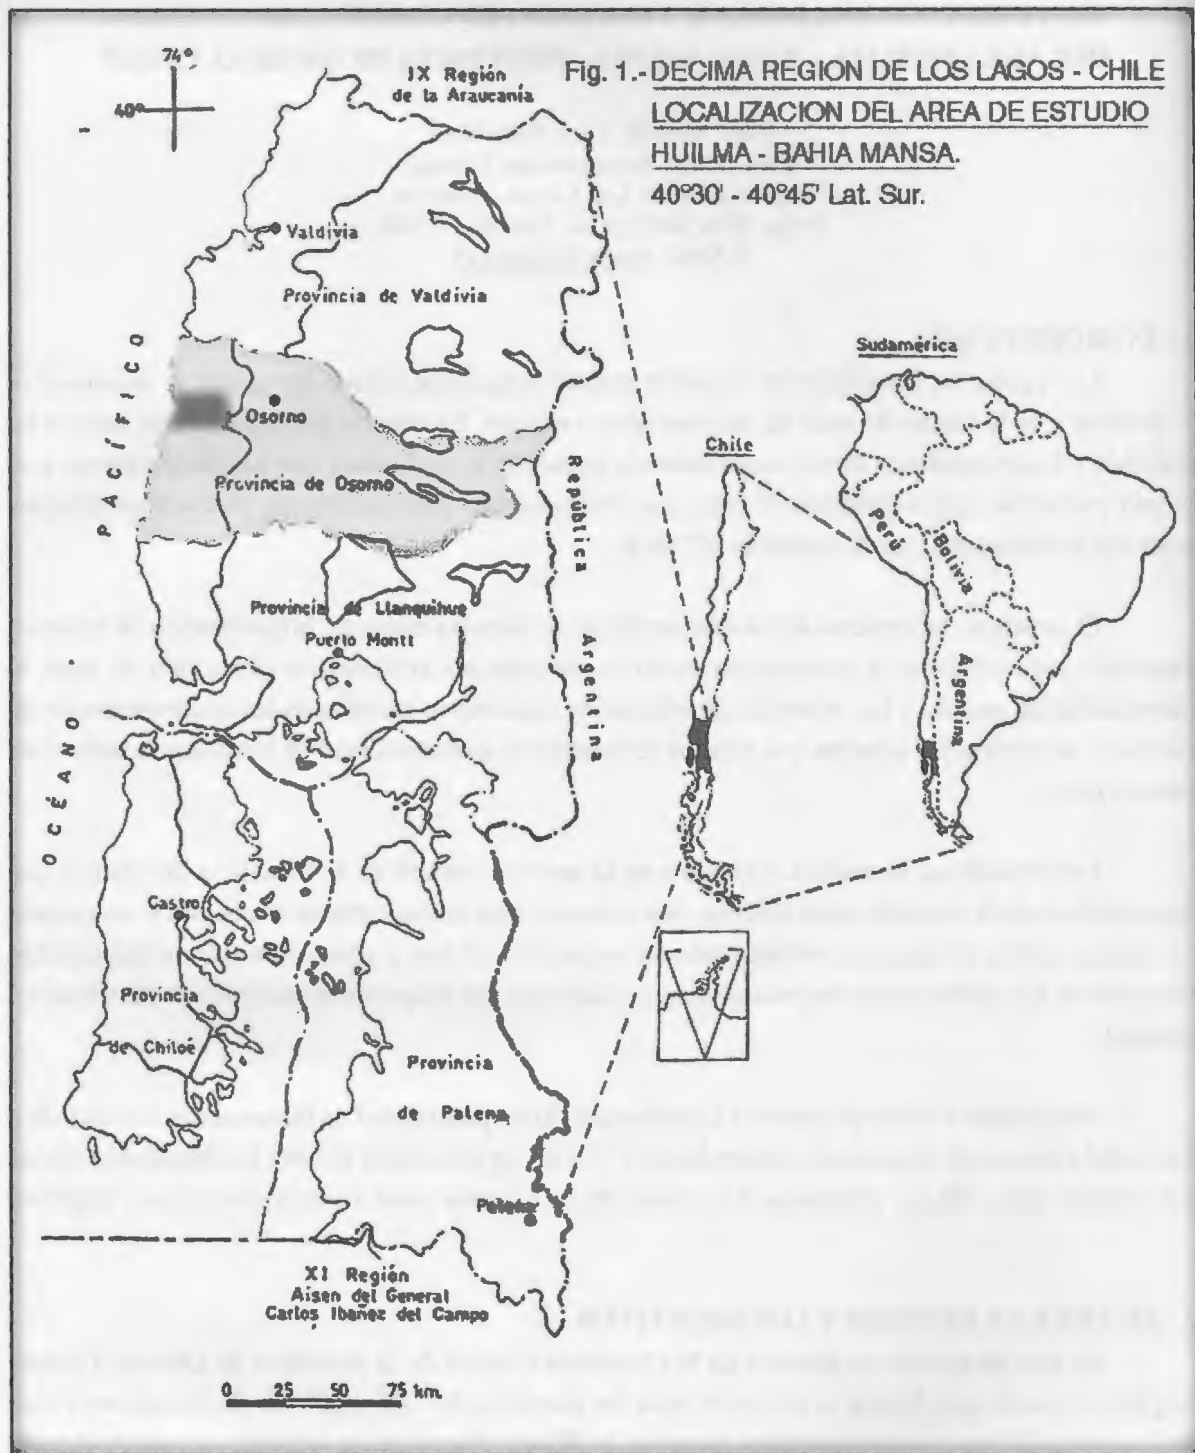 Fig. 1.- DECIMA REGION DE LOS LAGOS - CHILE
LOCALIZACION DEL AREA DE ESTUDIO
HUILMA - BAHIA MANSA.
40°30' - 40°45' Lat. Sur.
74°
40°
IX Región
de la Araucanía
Valdivia
Provincia de Valdivia
Osorno
Provincia de Osorno
Provincia de Llanquihue
Puerto Montt
República Argentina
OCÉANO PACÍFICO
Castro
Provincia
de Chiloé
Provincia
de Palena
Palena
XI Región
Aisen del General
Carlos Ibañez del Campo
0 25 50 75 km.
Sudamérica
Chile
Perú
Bolivia
Argentina